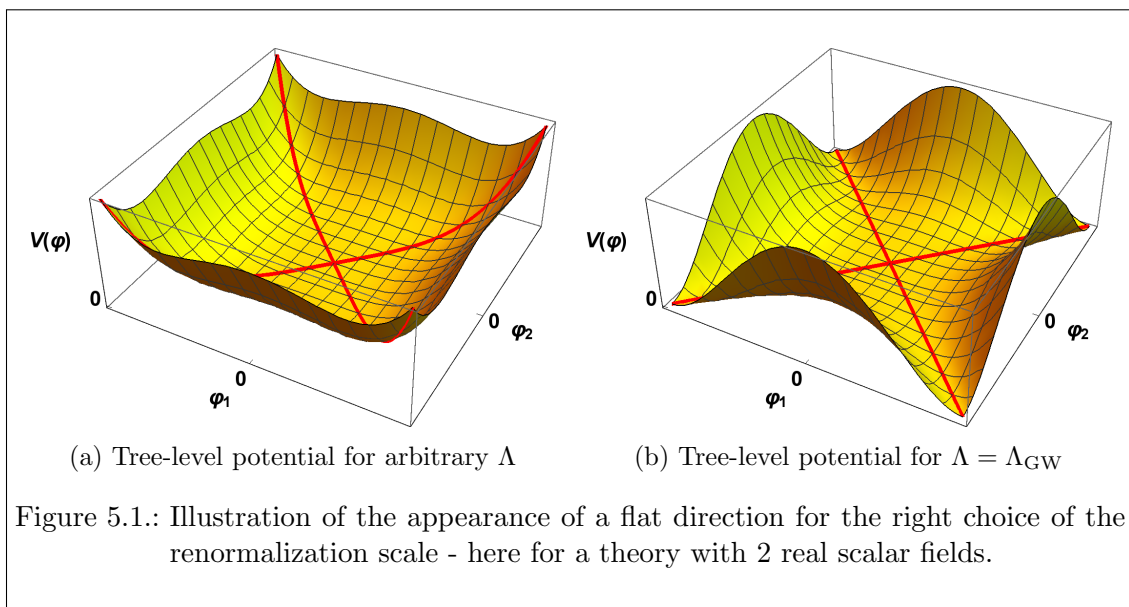 V(φ)
0
0
φ₁
0
φ₂
V(φ)
0
0
φ₁
0
φ₂
(a) Tree-level potential for arbitrary Λ
(b) Tree-level potential for Λ = Λ_GW
Figure 5.1.: Illustration of the appearance of a flat direction for the right choice of the
renormalization scale - here for a theory with 2 real scalar fields.